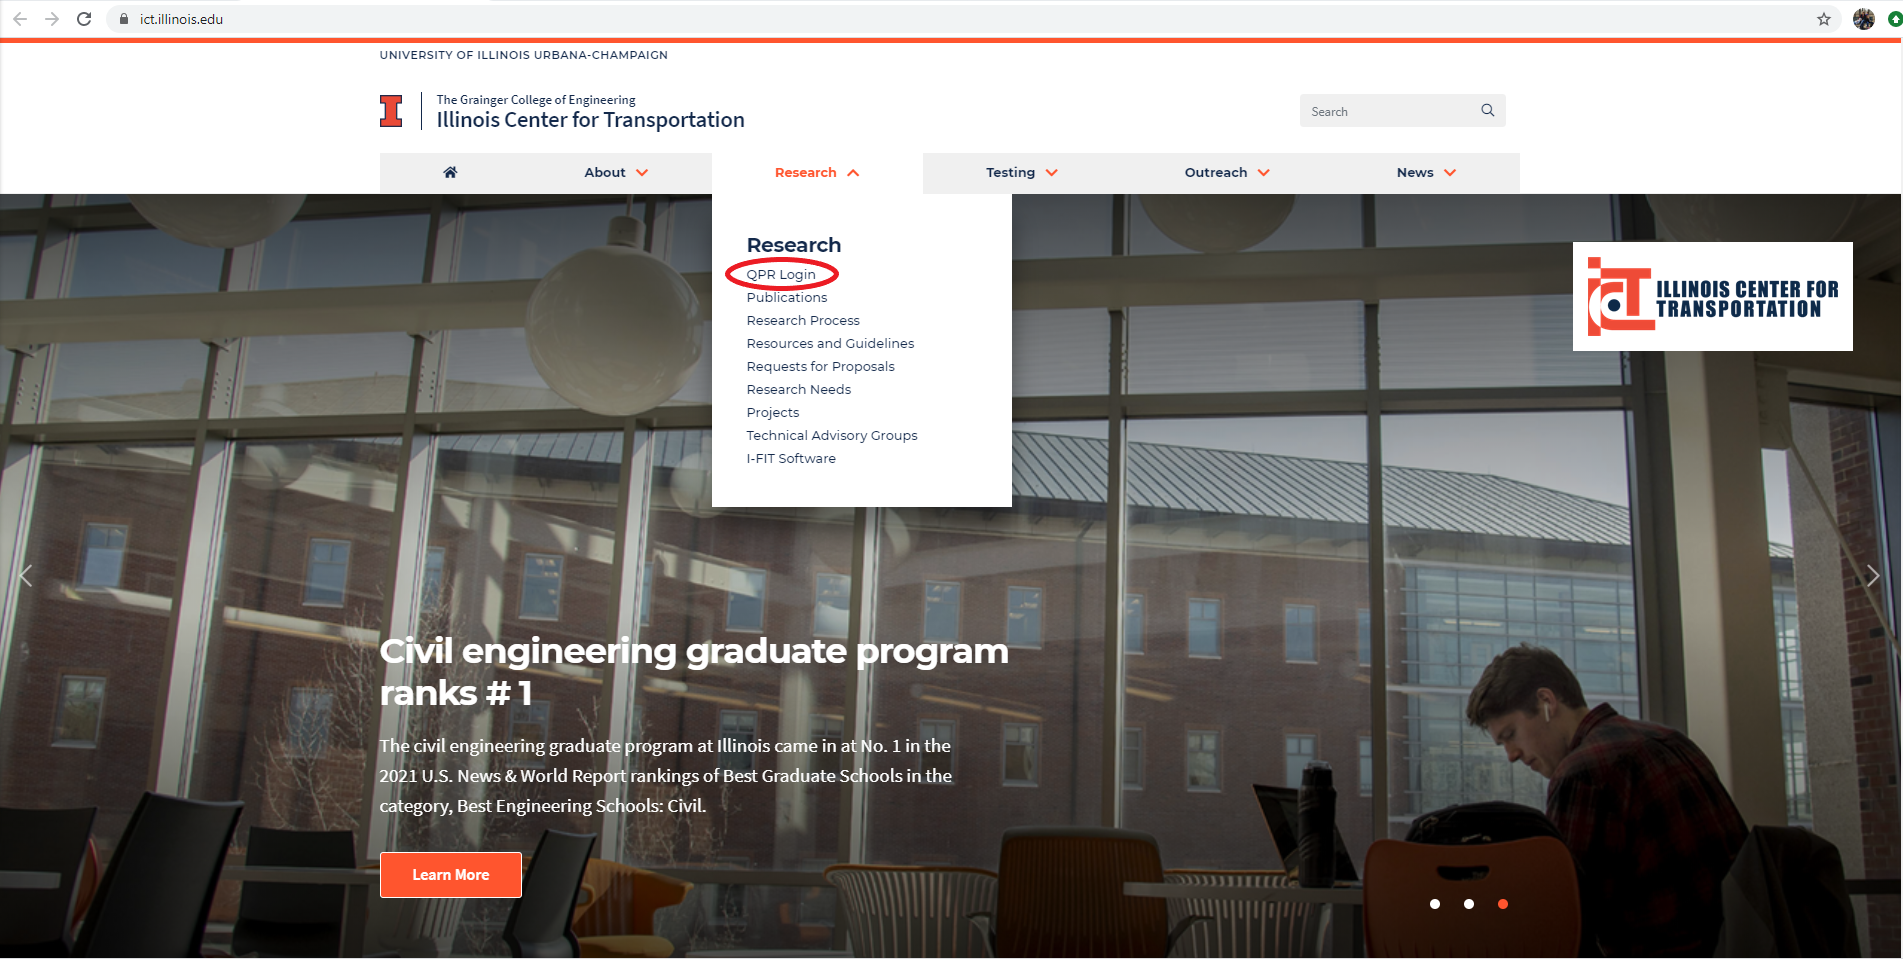 ict.illinois.edu
UNIVERSITY OF ILLINOIS URBANA-CHAMPAIGN
The Grainger College of Engineering
Illinois Center for Transportation
Search
About
Research
Testing
Outreach
News
Research
QPR Login
Publications
Research Process
Resources and Guidelines
Requests for Proposals
Research Needs
Projects
Technical Advisory Groups
I-FIT Software
ICT
ILLINOIS CENTER FOR
TRANSPORTATION
Civil engineering graduate program
ranks # 1
The civil engineering graduate program at Illinois came in at No. 1 in the
2021 U.S. News & World Report rankings of Best Graduate Schools in the
category, Best Engineering Schools: Civil.
Learn More